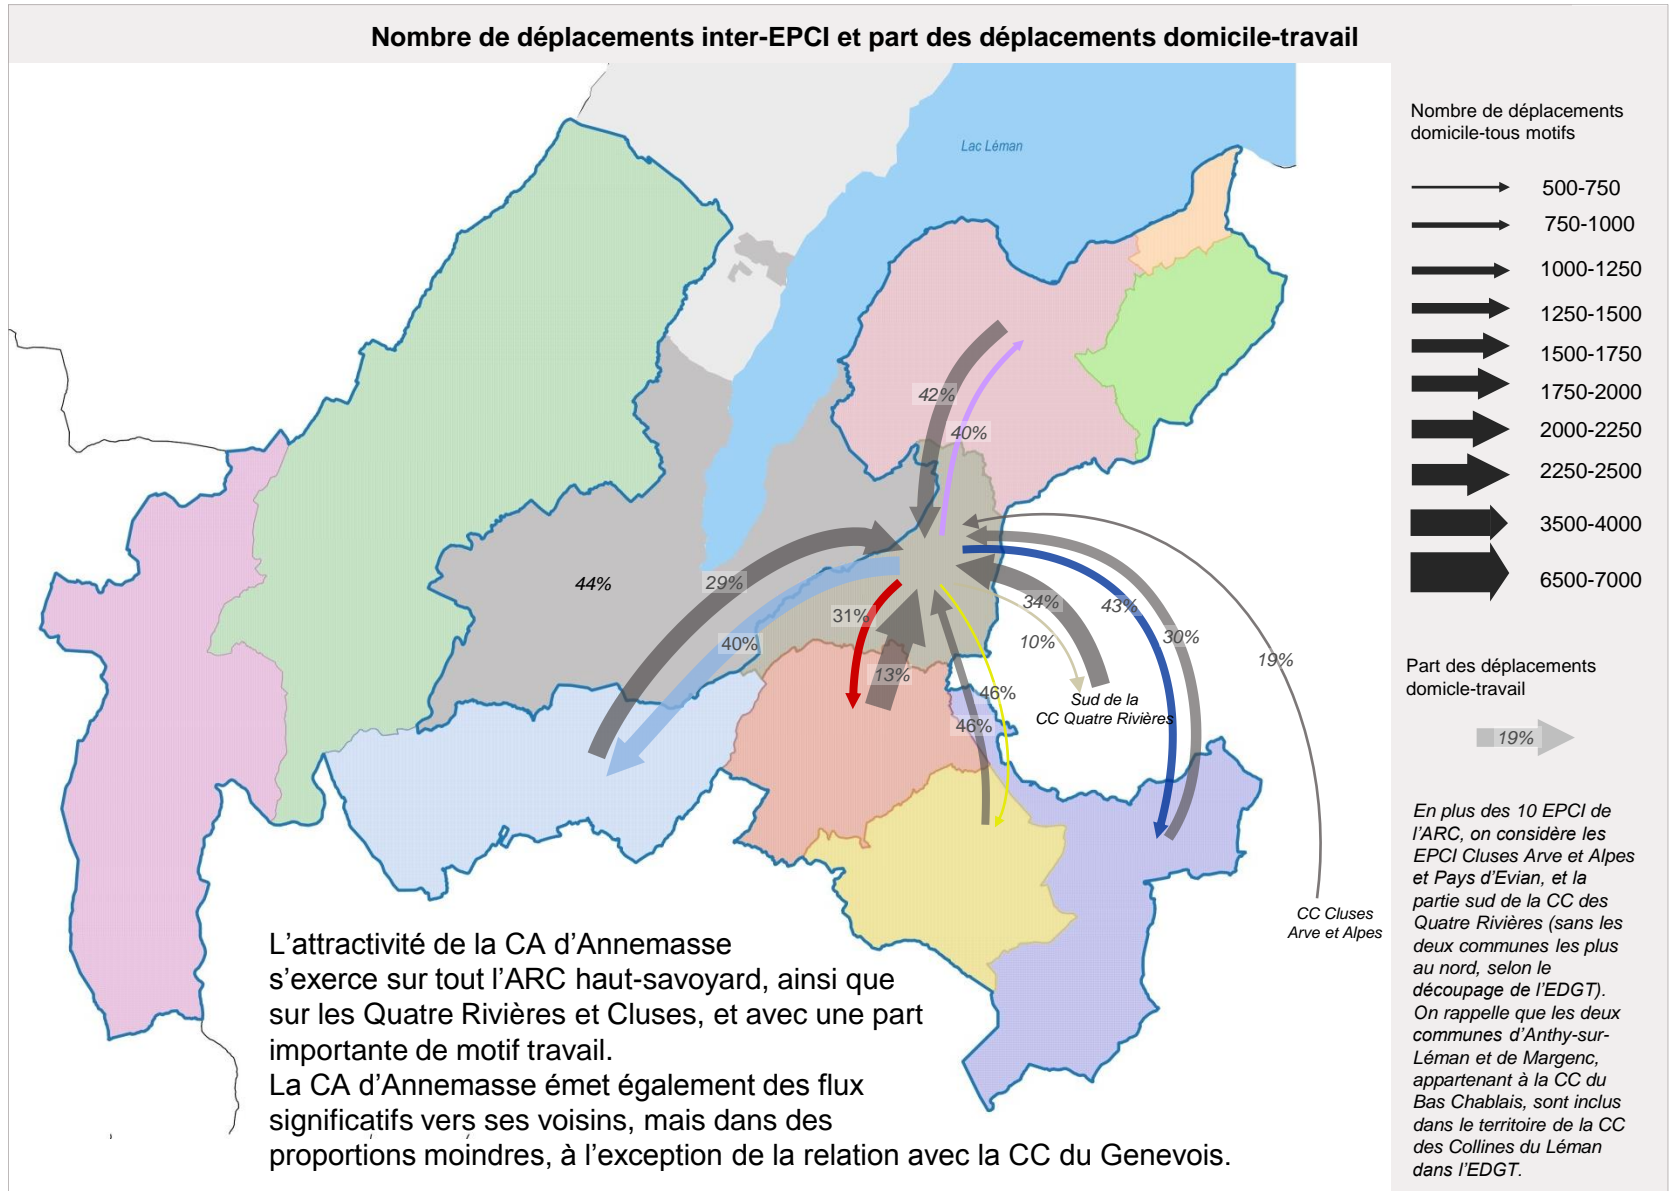 Nombre de déplacements inter-EPCI et part des déplacements domicile-travail
Lac Léman
42%
40%
44%
29%
40%
31%
13%
34%
10%
43%
30%
19%
46%
46%
Sud de la
CC Quatre Rivières
CC Cluses
Arve et Alpes
L'attractivité de la CA d'Annemasse
s'exerce sur tout l'ARC haut-savoyard, ainsi que
sur les Quatre Rivières et Cluses, et avec une part
importante de motif travail.
La CA d'Annemasse émet également des flux
significatifs vers ses voisins, mais dans des
proportions moindres, à l'exception de la relation avec la CC du Genevois.
Nombre de déplacements
domicile-tous motifs
500-750
750-1000
1000-1250
1250-1500
1500-1750
1750-2000
2000-2250
2250-2500
3500-4000
6500-7000
Part des déplacements
domicle-travail
19%
En plus des 10 EPCI de
l'ARC, on considère les
EPCI Cluses Arve et Alpes
et Pays d'Evian, et la
partie sud de la CC des
Quatre Rivières (sans les
deux communes les plus
au nord, selon le
découpage de l'EDGT).
On rappelle que les deux
communes d'Anthy-sur-
Léman et de Margenc,
appartenant à la CC du
Bas Chablais, sont inclus
dans le territoire de la CC
des Collines du Léman
dans l'EDGT.